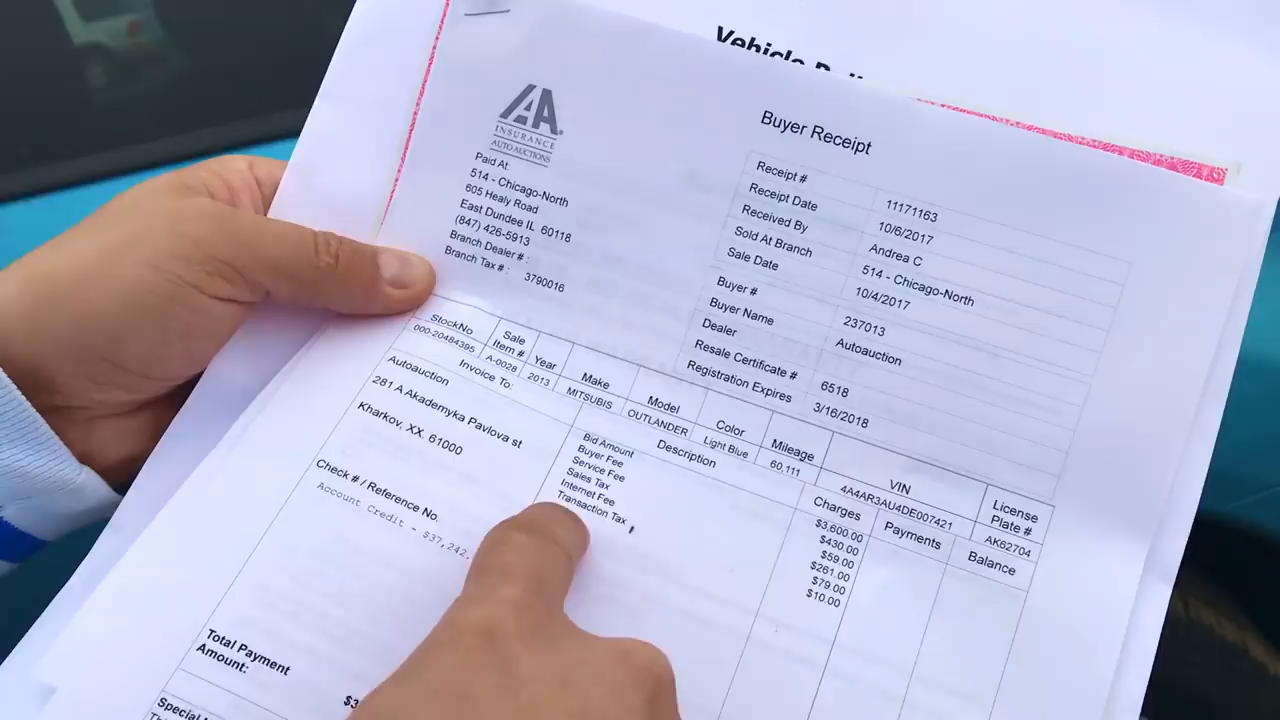 Vehicle
IAA
INSURANCE
AUTO AUCTIONS
Buyer Receipt
Paid At:
514 - Chicago-North
605 Healy Road
East Dundee IL 60118
(847) 426-5913
Branch Dealer # :
Branch Tax # : 3790016
Receipt # 11171163
Receipt Date 10/6/2017
Received By Andrea C
Sold At Branch 514 - Chicago-North
Sale Date 10/4/2017
Buyer # 237013
Buyer Name Autoauction
Dealer
Resale Certificate # 6518
Registration Expires 3/16/2018
StockNo Sale Item # Year Make Model Color Mileage VIN License Plate #
000-20484395 A-0028 2013 MITSUBIS OUTLANDER Light Blue 60,111 4A4AR3AU4DE007421 AK62704
Invoice To: Description Charges Payments Balance
Autoauction
281 A Akademyka Pavlova st
Kharkov, XX. 61000
Bid Amount $3,600.00
Buyer Fee $430.00
Service Fee $59.00
Sales Tax $261.00
Internet Fee $79.00
Transaction Tax $10.00
Check # / Reference No.
Account Credit - $37,242.
Total Payment
Amount: $3
Special